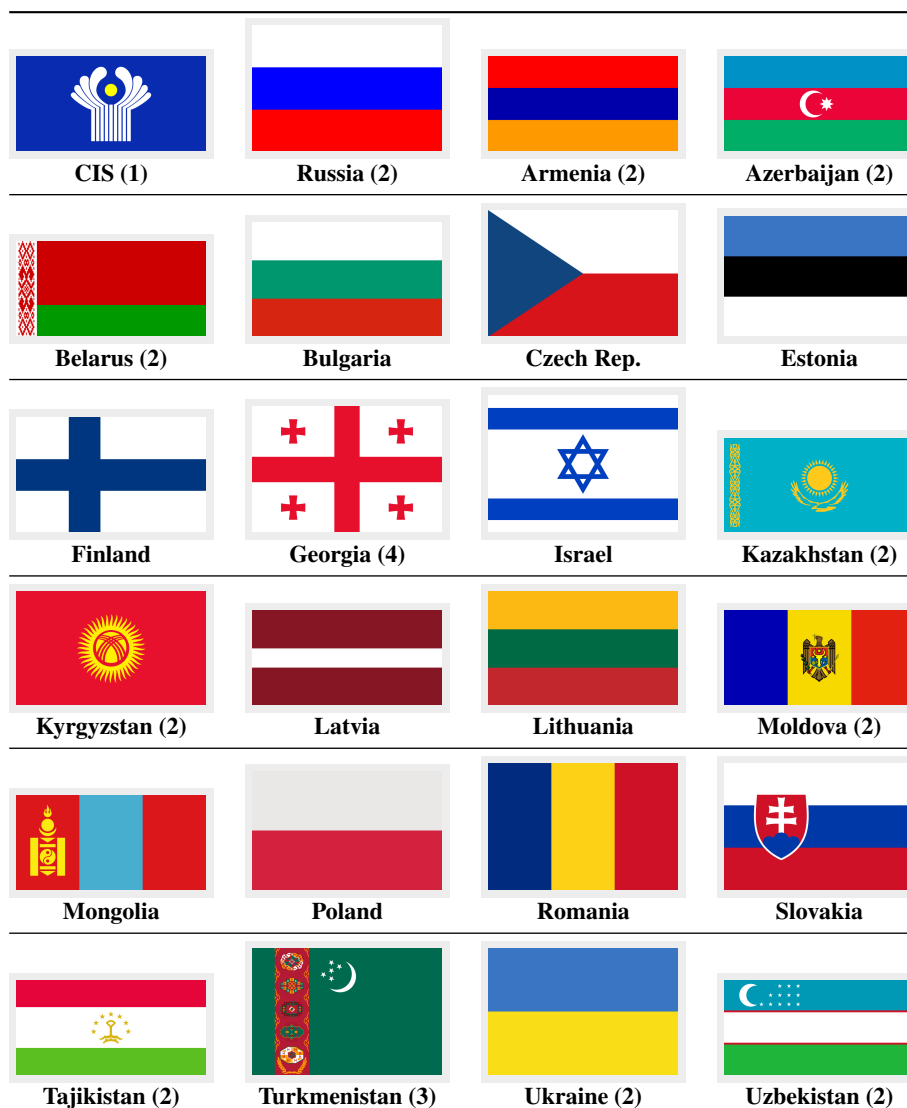 CIS (1) Russia (2) Armenia (2) Azerbaijan (2)
Belarus (2) Bulgaria Czech Rep. Estonia
Finland Georgia (4) Israel Kazakhstan (2)
Kyrgyzstan (2) Latvia Lithuania Moldova (2)
Mongolia Poland Romania Slovakia
Tajikistan (2) Turkmenistan (3) Ukraine (2) Uzbekistan (2)